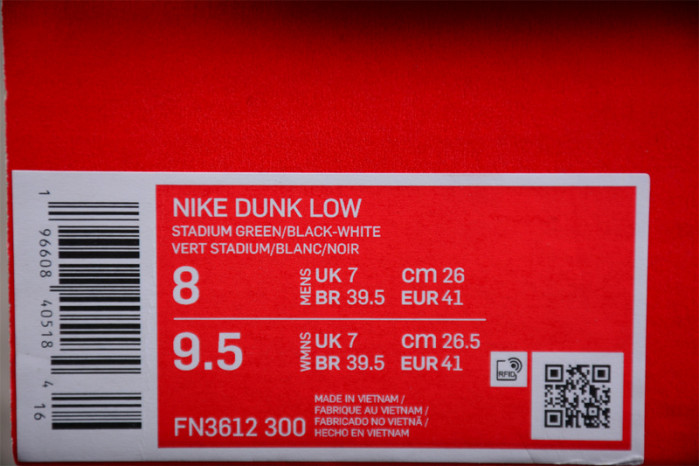 NIKE DUNK LOW
STADIUM GREEN/BLACK-WHITE
VERT STADIUM/BLANC/NOIR
8 MENS UK 7 cm 26
BR 39.5 EUR 41
9.5 WMNS UK 7 cm 26.5
BR 39.5 EUR 41
RFID
FN3612 300
MADE IN VIETNAM /
FABRIQUE AU VIETNAM /
FABRICADO NO VIETNÃ /
HECHO EN VIETNAM
1 96608 40518 4 16